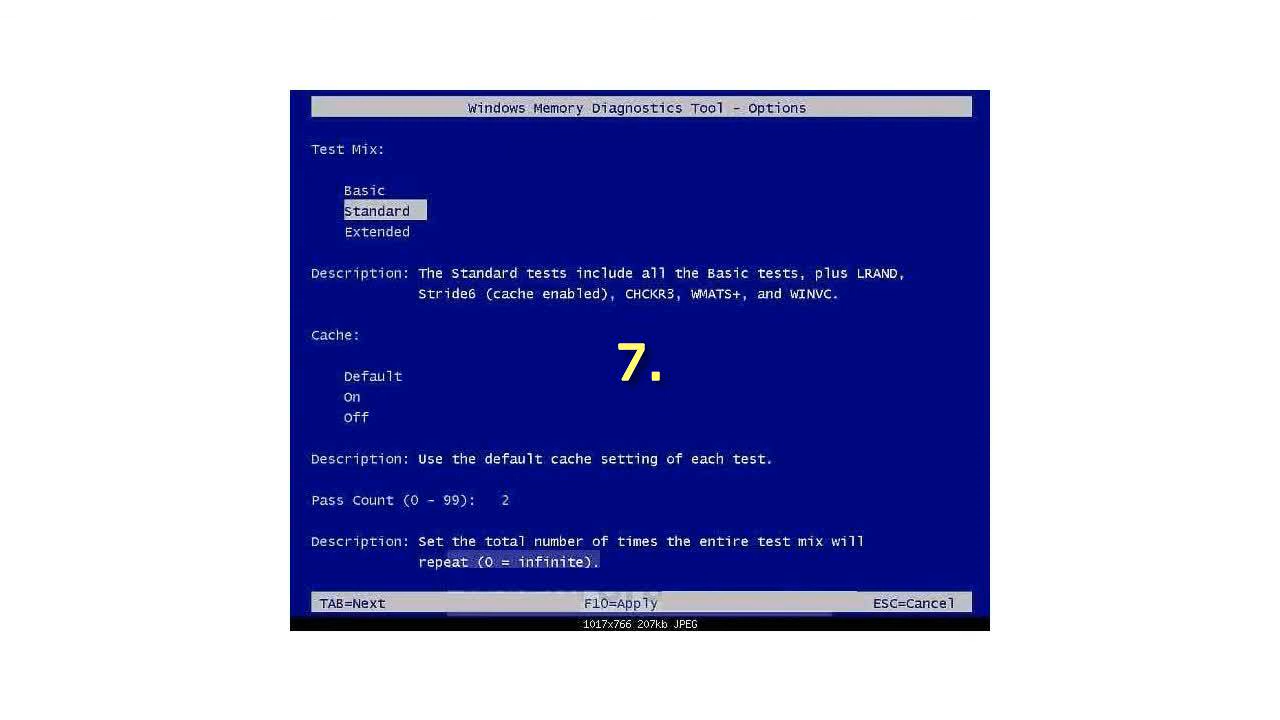 Windows Memory Diagnostics Tool - Options
Test Mix:
Basic
Standard
Extended
Description: The Standard tests include all the Basic tests, plus LRAND,
Stride6 (cache enabled), CHCKR3, WMATS+, and WINVC.
Cache:
7.
Default
On
Off
Description: Use the default cache setting of each test.
Pass Count (0 - 99): 2
Description: Set the total number of times the entire test mix will
repeat (0 = infinite).
TAB=Next F10=Apply ESC=Cancel
1017x766 207kb JPEG